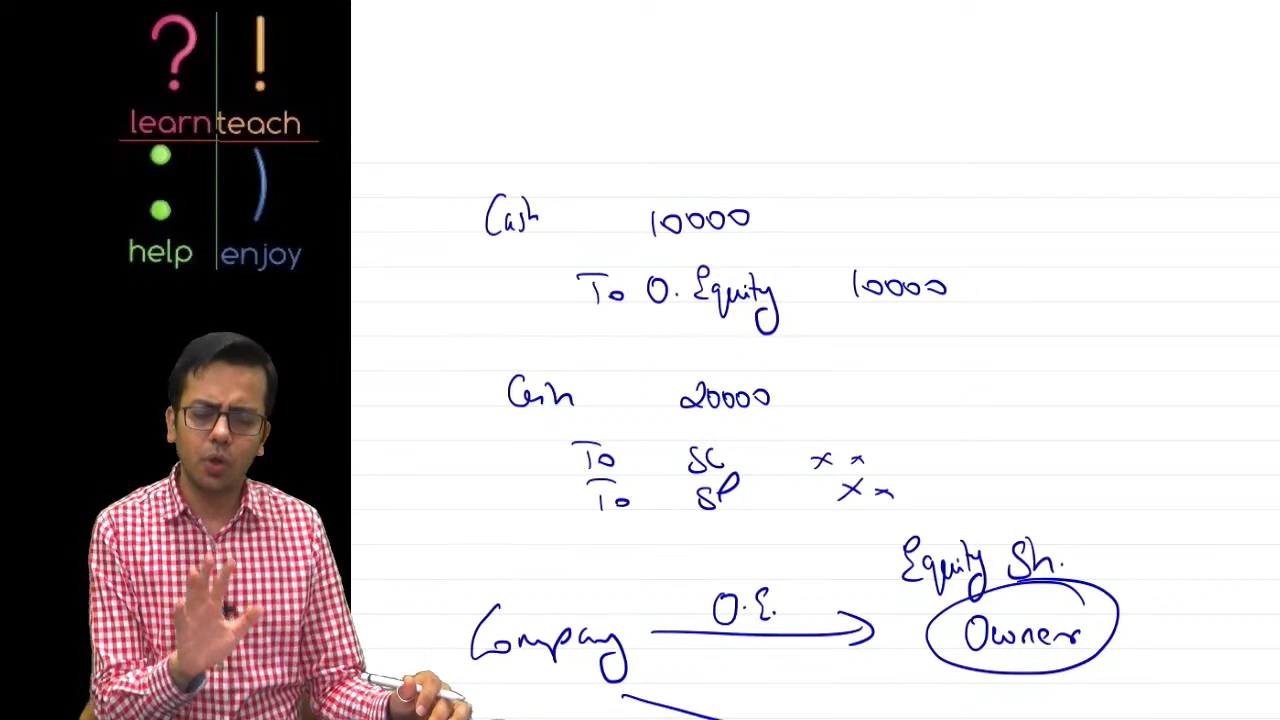 ? !
learn teach
: )
help enjoy
Cash 10000
To O. Equity 10000
Cash 20000
To SC x x
To SP x x
Equity Sh.
Company O.E. Owner